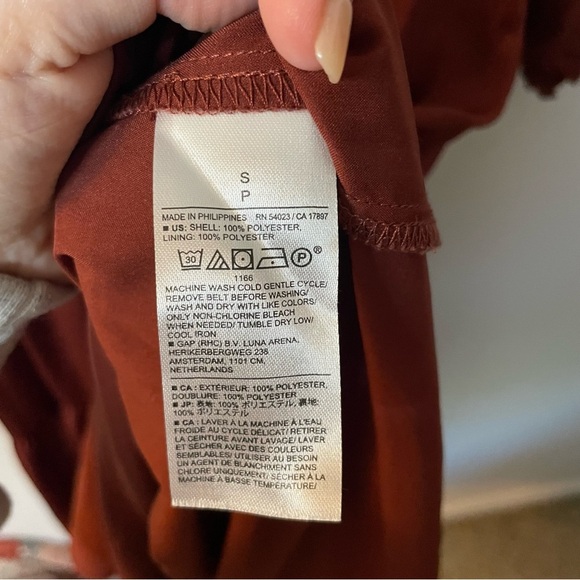 S
P
MADE IN PHILIPPINES RN 54023 / CA 17897
■ US: SHELL: 100% POLYESTER,
LINING: 100% POLYESTER
30 P®
1166
MACHINE WASH COLD GENTLE CYCLE/
REMOVE BELT BEFORE WASHING/
WASH AND DRY WITH LIKE COLORS/
ONLY NON-CHLORINE BLEACH
WHEN NEEDED/ TUMBLE DRY LOW/
COOL IRON
■ GAP (RHC) B.V. LUNA ARENA,
HERIKERBERGWEG 238
AMSTERDAM, 1101 CM,
NETHERLANDS
■ CA : EXTÉRIEUR: 100% POLYESTER,
DOUBLURE: 100% POLYESTER
■ JP: 表地: 100% ポリエステル, 裏地:
100% ポリエステル
■ CA : LAVER À LA MACHINE À L'EAU
FROIDE AU CYCLE DÉLICAT/ RETIRER
LA CEINTURE AVANT LAVAGE/ LAVER
ET SÉCHER AVEC DES COULEURS
SEMBLABLES/ UTILISER AU BESOIN
UN AGENT DE BLANCHIMENT SANS
CHLORE UNIQUEMENT/ SÉCHER À LA
MACHINE À BASSE TEMPÉRATURE/